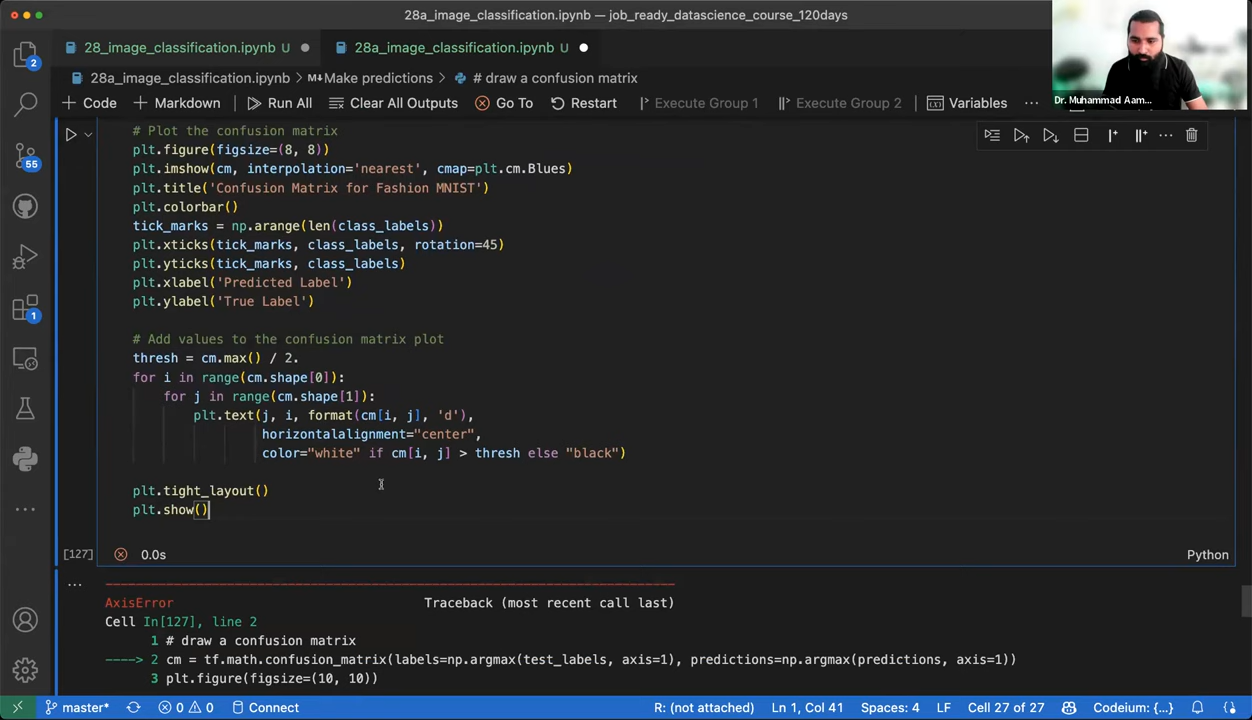 28a_image_classification.ipynb — job_ready_datascience_course_120days
28_image_classification.ipynb U
28a_image_classification.ipynb U
28a_image_classification.ipynb > M↓Make predictions > # draw a confusion matrix
+ Code + Markdown Run All Clear All Outputs Go To Restart Execute Group 1 Execute Group 2 Variables ...
Dr. Muhammad Aam...
2
55
1
# Plot the confusion matrix
plt.figure(figsize=(8, 8))
plt.imshow(cm, interpolation='nearest', cmap=plt.cm.Blues)
plt.title('Confusion Matrix for Fashion MNIST')
plt.colorbar()
tick_marks = np.arange(len(class_labels))
plt.xticks(tick_marks, class_labels, rotation=45)
plt.yticks(tick_marks, class_labels)
plt.xlabel('Predicted Label')
plt.ylabel('True Label')
# Add values to the confusion matrix plot
thresh = cm.max() / 2.
for i in range(cm.shape[0]):
for j in range(cm.shape[1]):
plt.text(j, i, format(cm[i, j], 'd'),
horizontalalignment="center",
color="white" if cm[i, j] > thresh else "black")
plt.tight_layout()
plt.show()
[127] 0.0s Python
...
AxisError Traceback (most recent call last)
Cell In[127], line 2
1 # draw a confusion matrix
----> 2 cm = tf.math.confusion_matrix(labels=np.argmax(test_labels, axis=1), predictions=np.argmax(predictions, axis=1))
3 plt.figure(figsize=(10, 10))
master* 0 0 Connect R: (not attached) Ln 1, Col 41 Spaces: 4 LF Cell 27 of 27 Codeium: {...}